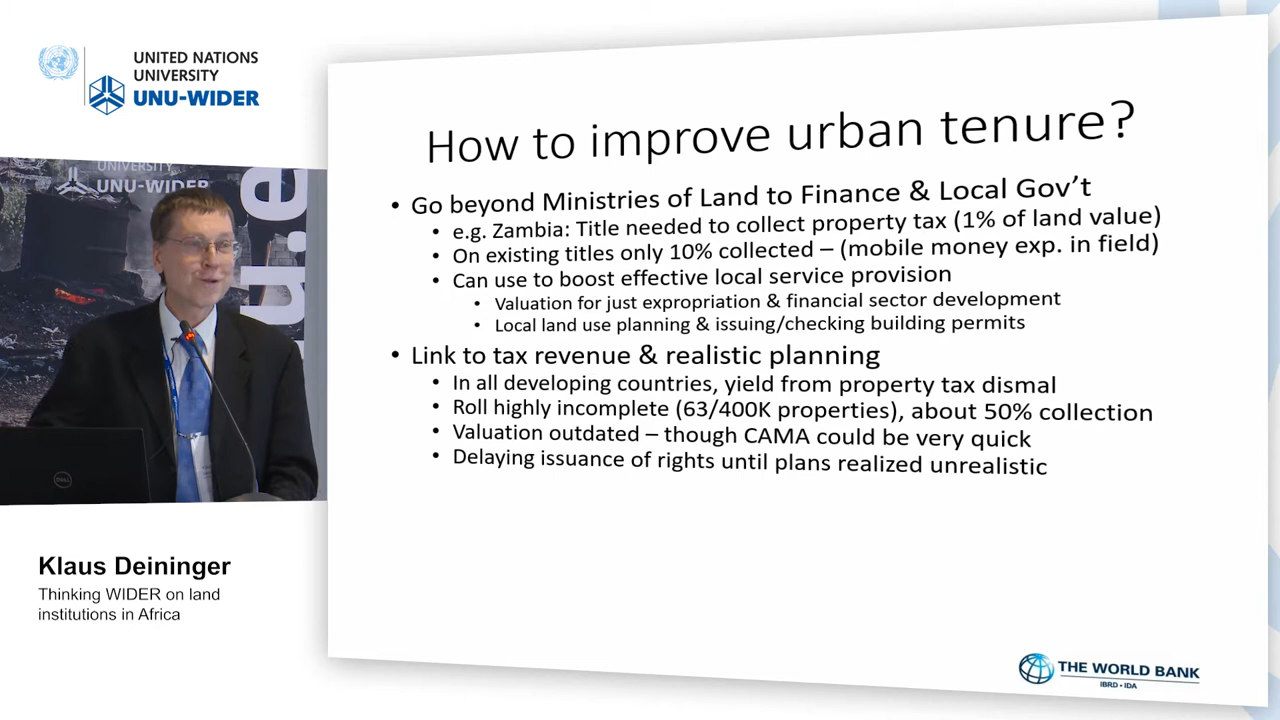 UNITED NATIONS
UNIVERSITY
UNU-WIDER
UNIVERSITY
UNU-WIDER
u.e
DELL
Klaus Deininger
Thinking WIDER on land
institutions in Africa
How to improve urban tenure?
• Go beyond Ministries of Land to Finance & Local Gov't
• e.g. Zambia: Title needed to collect property tax (1% of land value)
• On existing titles only 10% collected – (mobile money exp. in field)
• Can use to boost effective local service provision
• Valuation for just expropriation & financial sector development
• Local land use planning & issuing/checking building permits
• Link to tax revenue & realistic planning
• In all developing countries, yield from property tax dismal
• Roll highly incomplete (63/400K properties), about 50% collection
• Valuation outdated – though CAMA could be very quick
• Delaying issuance of rights until plans realized unrealistic
THE WORLD BANK
IBRD • IDA